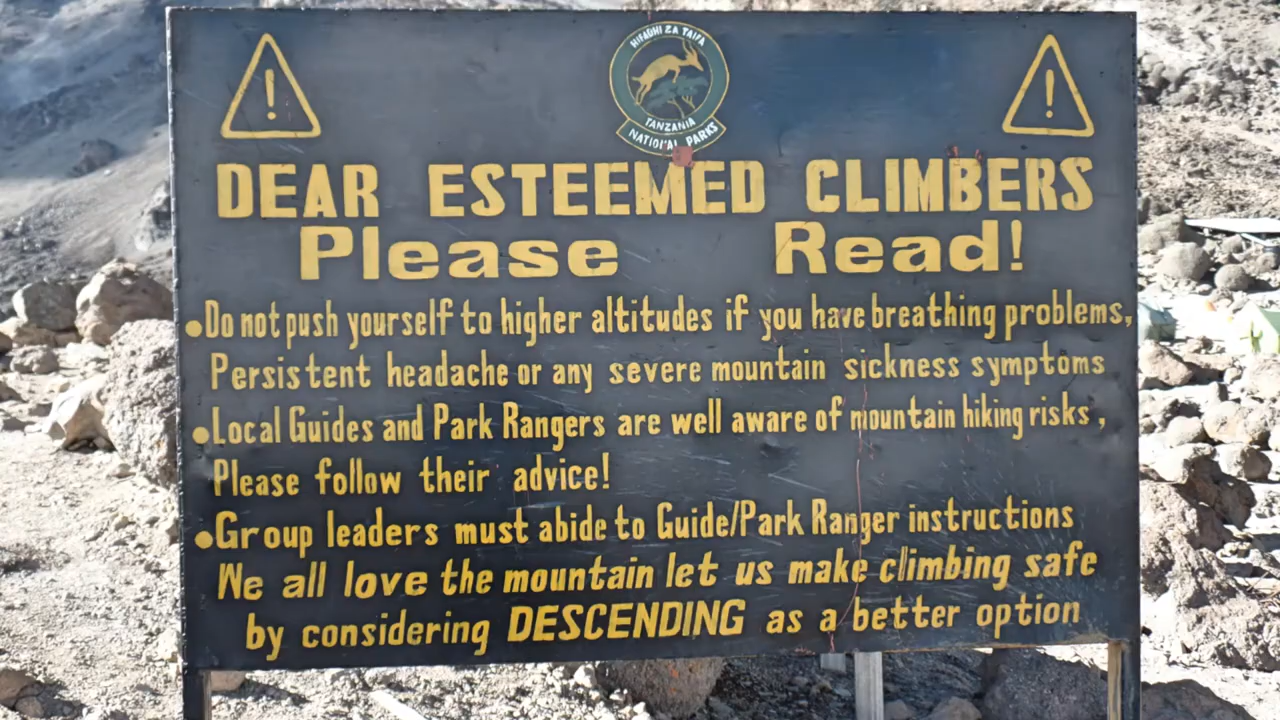 HIFADHI ZA TAIFA
TANZANIA
NATIONAL PARKS
DEAR ESTEEMED CLIMBERS
Please Read!
•Do not push yourself to higher altitudes if you have breathing problems,
Persistent headache or any severe mountain sickness symptoms
•Local Guides and Park Rangers are well aware of mountain hiking risks,
Please follow their advice!
•Group leaders must abide to Guide/Park Ranger instructions
We all love the mountain let us make climbing safe
by considering DESCENDING as a better option